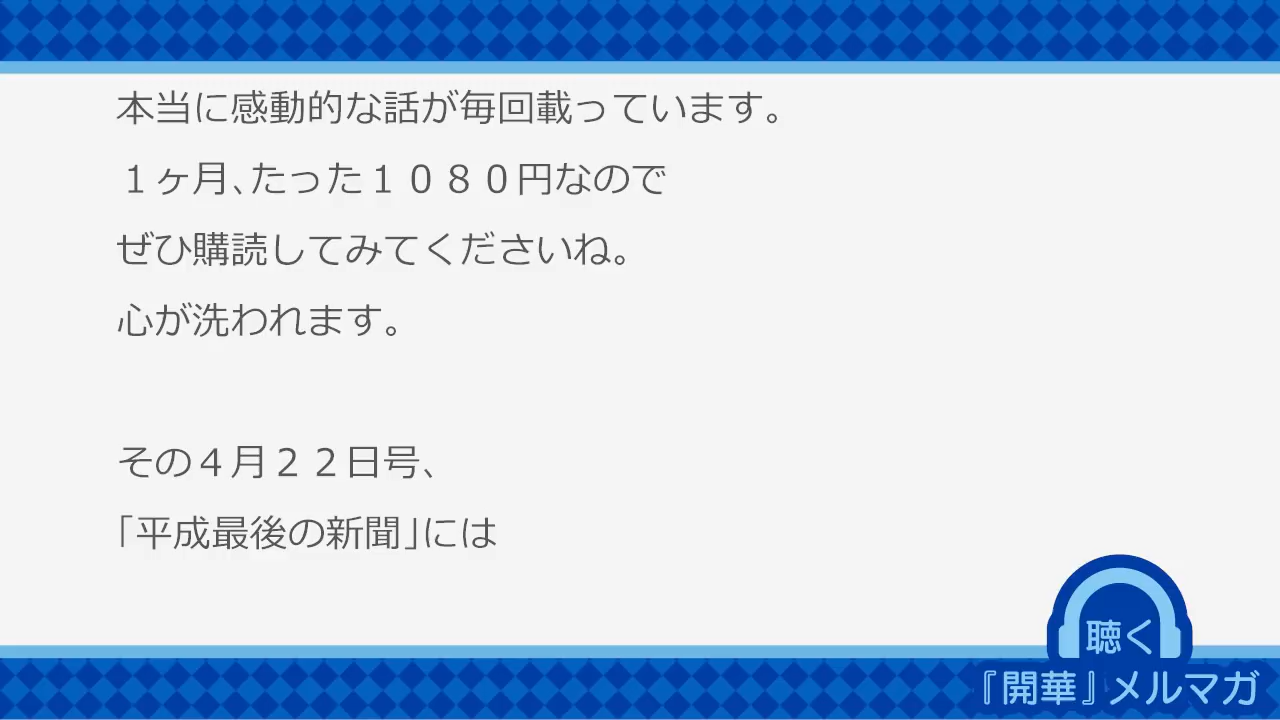 本当に感動的な話が毎回載っています。
１ヶ月、たった１０８０円なので
ぜひ購読してみてくださいね。
心が洗われます。
その４月２２日号、
「平成最後の新聞」には
聴く
『開華』メルマガ